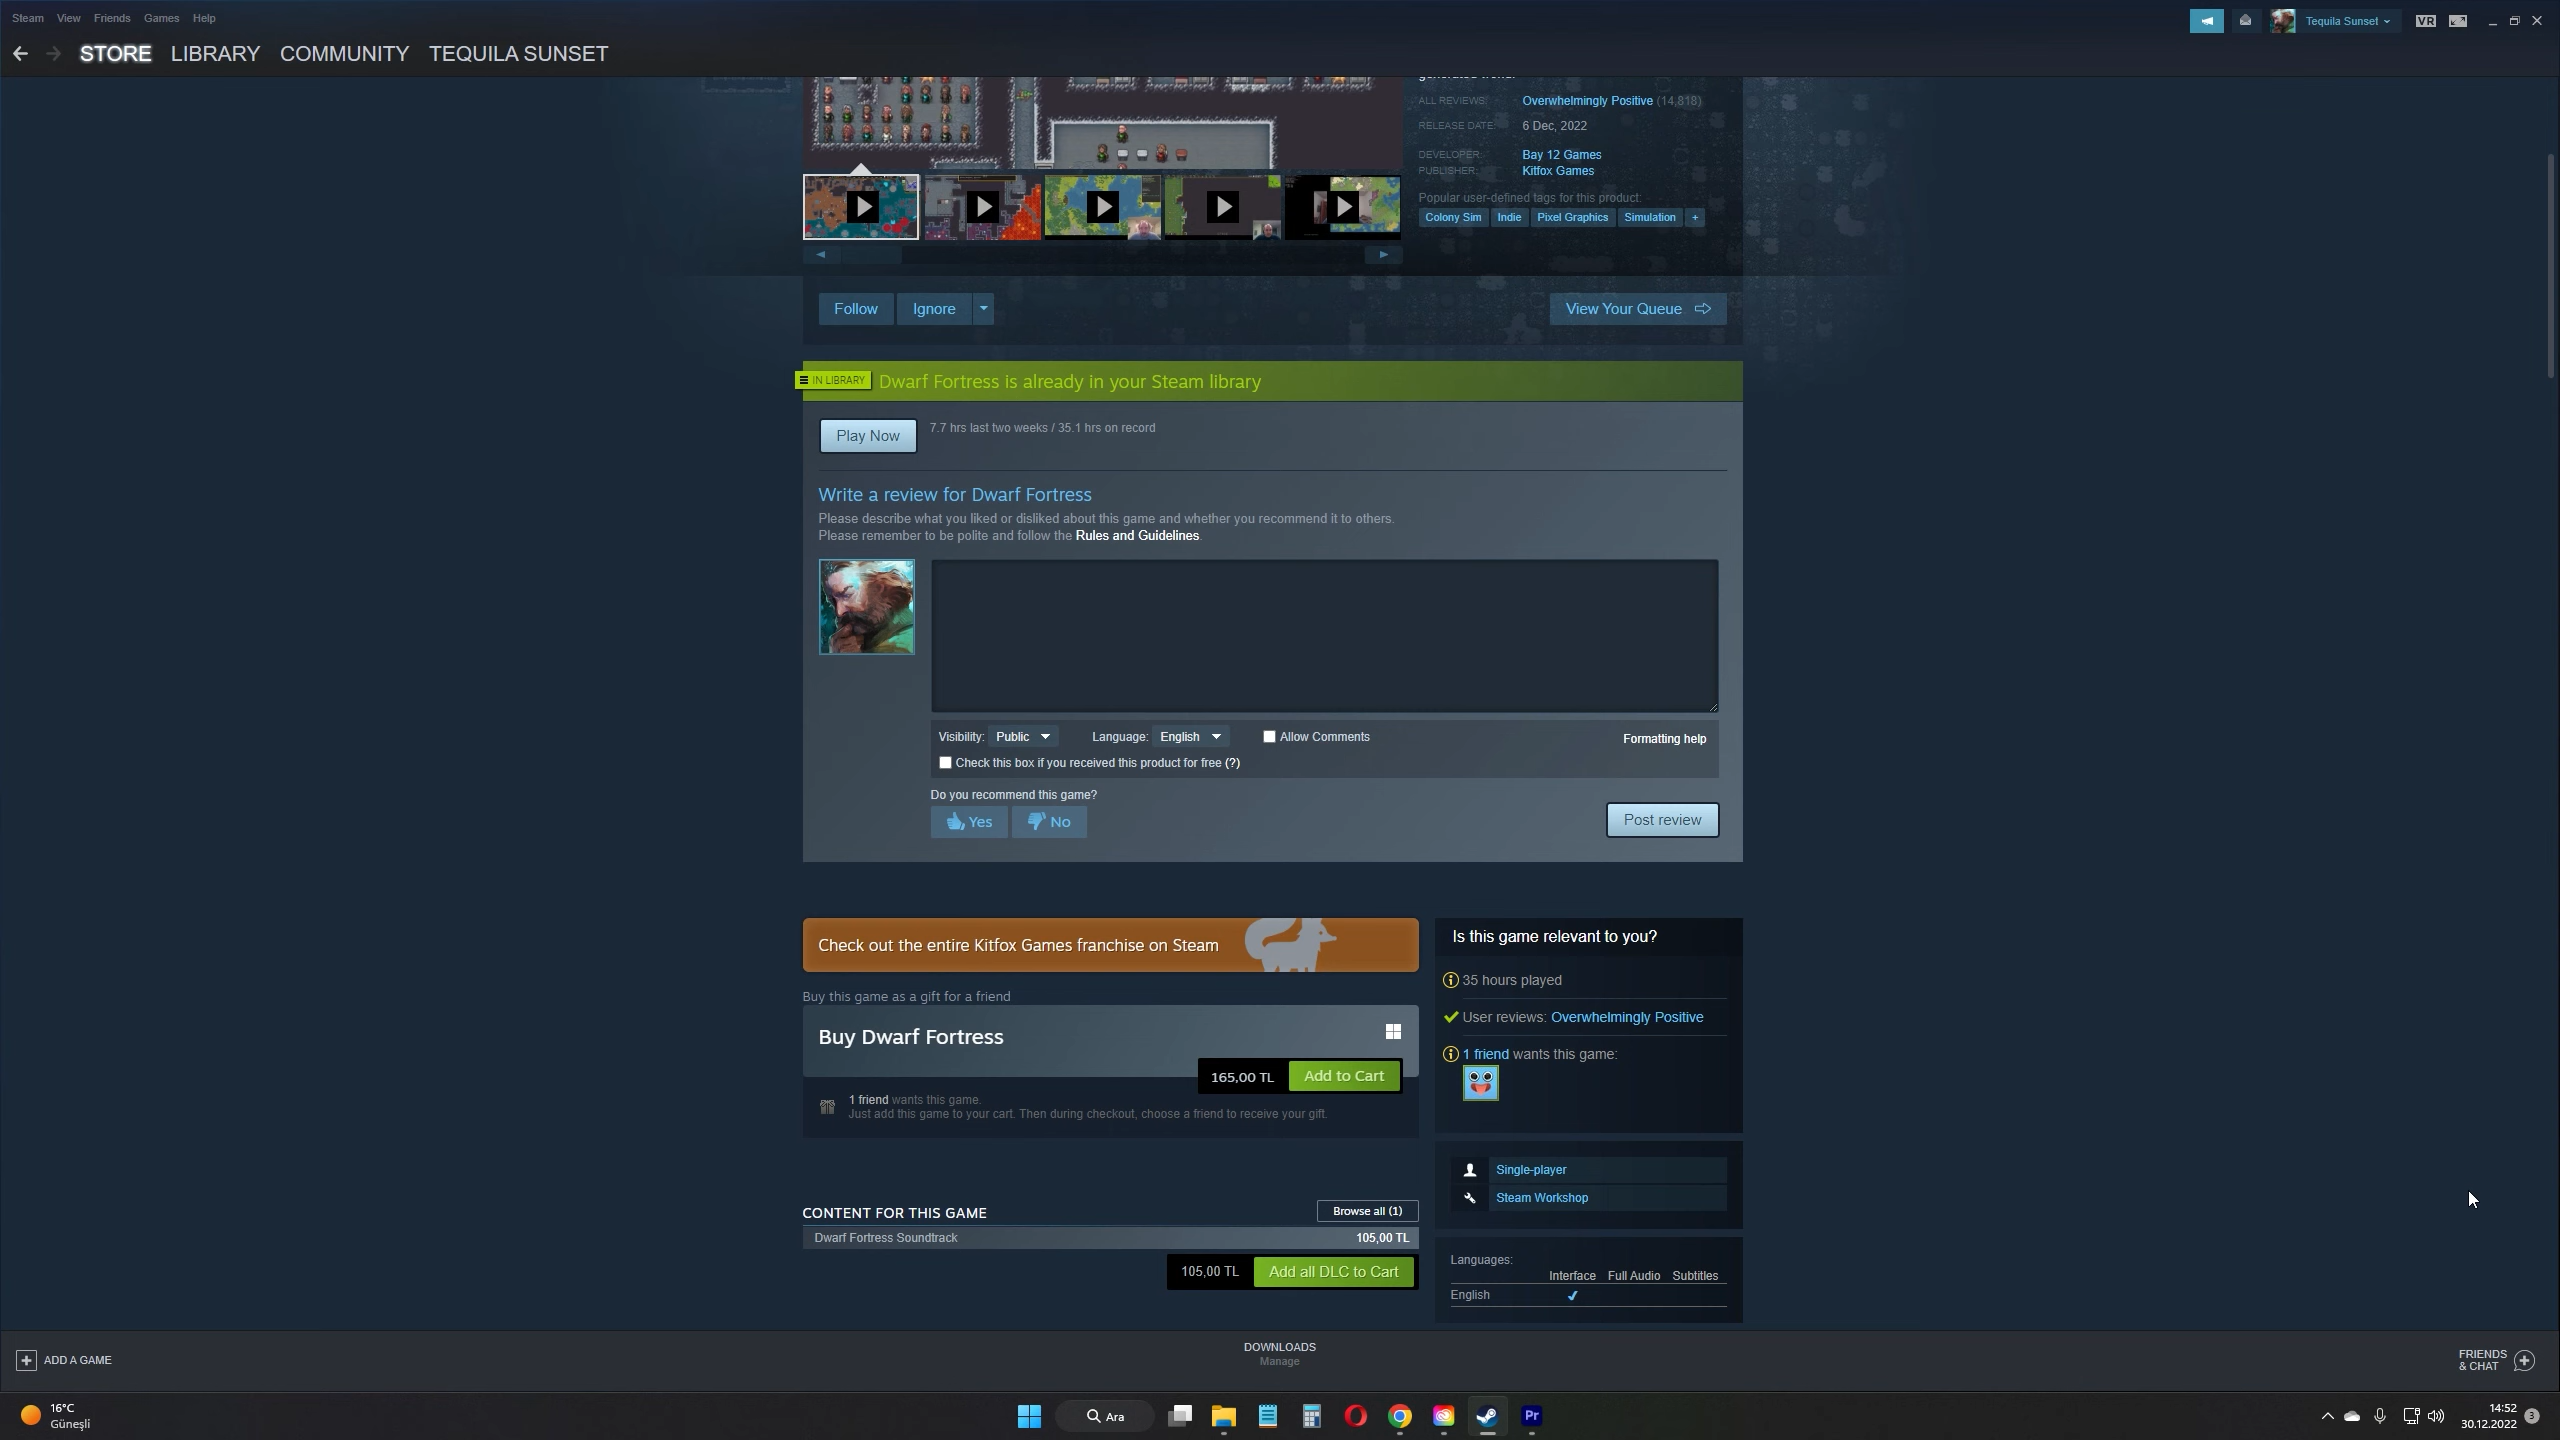 Steam View Friends Games Help
Tequila Sunset
VR
STORE LIBRARY COMMUNITY TEQUILA SUNSET
ALL REVIEWS: Overwhelmingly Positive (14,818)
RELEASE DATE: 6 Dec, 2022
DEVELOPER: Bay 12 Games
PUBLISHER: Kitfox Games
Popular user-defined tags for this product:
Colony Sim Indie Pixel Graphics Simulation +
Follow Ignore
View Your Queue
IN LIBRARY Dwarf Fortress is already in your Steam library
Play Now 7.7 hrs last two weeks / 35.1 hrs on record
Write a review for Dwarf Fortress
Please describe what you liked or disliked about this game and whether you recommend it to others.
Please remember to be polite and follow the Rules and Guidelines
Visibility: Public Language: English Allow Comments Formatting help
Check this box if you received this product for free (?)
Do you recommend this game?
Yes No
Post review
Check out the entire Kitfox Games franchise on Steam
Buy this game as a gift for a friend
Buy Dwarf Fortress
165,00 TL Add to Cart
1 friend wants this game.
Just add this game to your cart. Then during checkout, choose a friend to receive your gift.
CONTENT FOR THIS GAME Browse all (1)
Dwarf Fortress Soundtrack 105,00 TL
105,00 TL Add all DLC to Cart
Is this game relevant to you?
35 hours played
User reviews: Overwhelmingly Positive
1 friend wants this game:
Single-player
Steam Workshop
Languages:
Interface Full Audio Subtitles
English ✔
ADD A GAME
DOWNLOADS
Manage
FRIENDS
& CHAT
16°C
Güneşli
Ara
Pr
14:52
30.12.2022
3